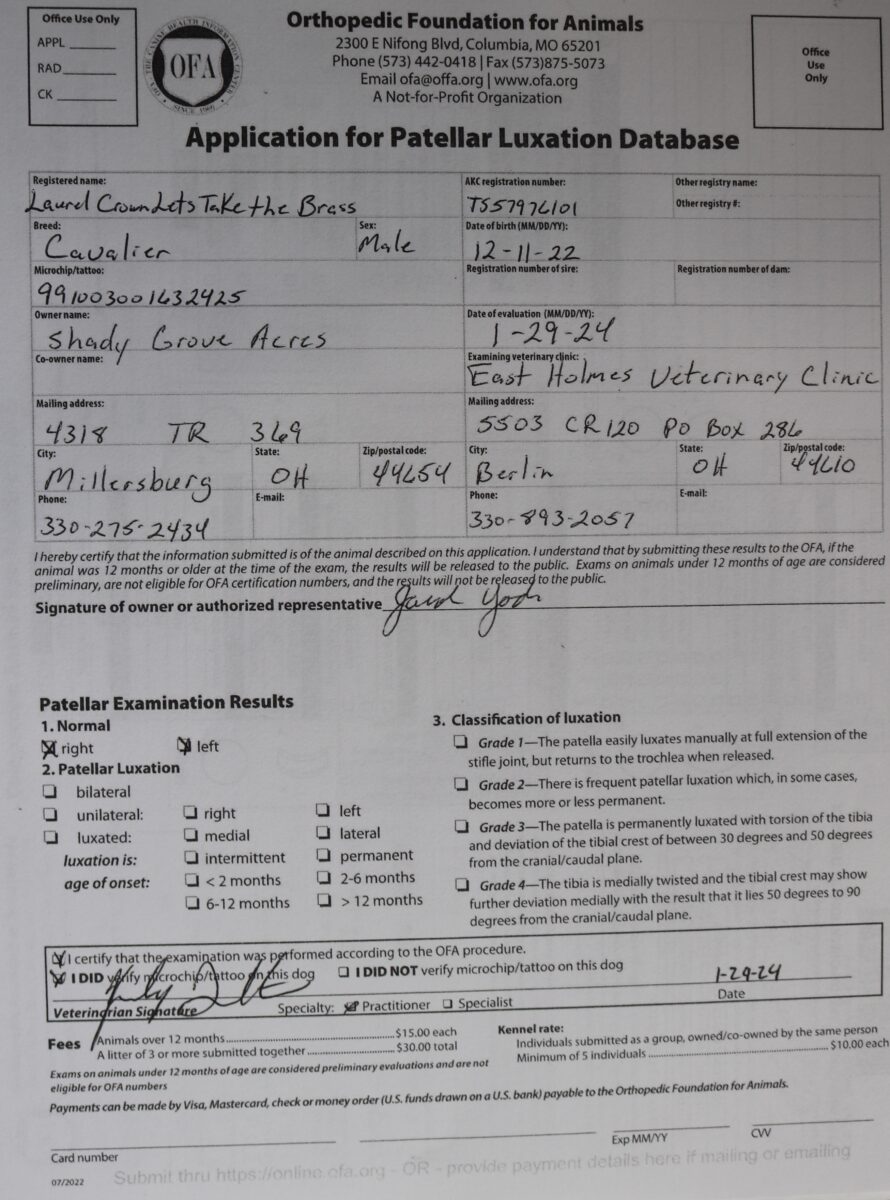 Office Use Only
APPL
RAD
CK
OFA
THE CANINE HEALTH INFORMATION CENTER
SINCE 1966
Orthopedic Foundation for Animals
2300 E Nifong Blvd, Columbia, MO 65201
Phone (573) 442-0418 | Fax (573)875-5073
Email ofa@offa.org | www.ofa.org
A Not-for-Profit Organization
Office
Use
Only
Application for Patellar Luxation Database
Registered name: AKC registration number: Other registry name:
Laurel Crown Lets Take the Brass TS57976101 Other registry #:
Breed: Sex: Date of birth (MM/DD/YY):
Cavalier Male 12-11-22
Microchip/tattoo: Registration number of sire: Registration number of dam:
991003001632425
Owner name: Date of evaluation (MM/DD/YY):
Shady Grove Acres 1-29-24
Co-owner name: Examining veterinary clinic:
East Holmes Veterinary Clinic
Mailing address: Mailing address:
4318 TR 369 5503 CR 120 PO Box 286
City: State: Zip/postal code: City: State: Zip/postal code:
Millersburg OH 44654 Berlin OH 44610
Phone: E-mail: Phone: E-mail:
330-275-2434 330-893-2057
I hereby certify that the information submitted is of the animal described on this application. I understand that by submitting these results to the OFA, if the
animal was 12 months or older at the time of the exam, the results will be released to the public. Exams on animals under 12 months of age are considered
preliminary, are not eligible for OFA certification numbers, and the results will not be released to the public.
Signature of owner or authorized representative
Patellar Examination Results
1. Normal
right left
2. Patellar Luxation
bilateral
unilateral: right left
luxated: medial lateral
luxation is: intermittent permanent
age of onset: < 2 months 2-6 months
6-12 months > 12 months
3. Classification of luxation
Grade 1—The patella easily luxates manually at full extension of the
stifle joint, but returns to the trochlea when released.
Grade 2—There is frequent patellar luxation which, in some cases,
becomes more or less permanent.
Grade 3—The patella is permanently luxated with torsion of the tibia
and deviation of the tibial crest of between 30 degrees and 50 degrees
from the cranial/caudal plane.
Grade 4—The tibia is medially twisted and the tibial crest may show
further deviation medially with the result that it lies 50 degrees to 90
degrees from the cranial/caudal plane.
I certify that the examination was performed according to the OFA procedure.
I DID verify microchip/tattoo on this dog I DID NOT verify microchip/tattoo on this dog 1-29-24
Veterinarian Signature Specialty: Practitioner Specialist Date
Fees Animals over 12 months $15.00 each
A litter of 3 or more submitted together $30.00 total
Exams on animals under 12 months of age are considered preliminary evaluations and are not
eligible for OFA numbers
Kennel rate:
Individuals submitted as a group, owned/co-owned by the same person
Minimum of 5 individuals $10.00 each
Payments can be made by Visa, Mastercard, check or money order (U.S. funds drawn on a U.S. bank) payable to the Orthopedic Foundation for Animals.
Card number Exp MM/YY CVV
07/2022 Submit thru https://online.ofa.org - OR - provide payment details here if mailing or emailing